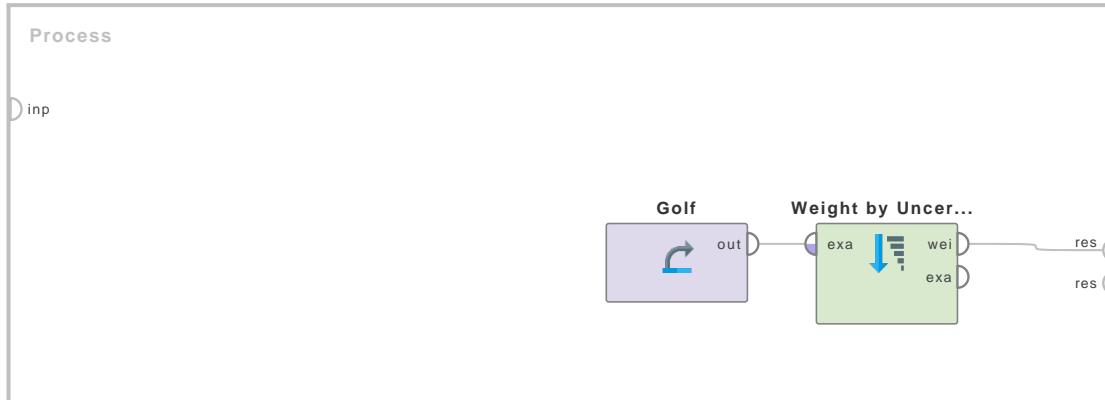 Process
inp
Golf
Weight by Uncer...
out
exa
wei
res
exa
res